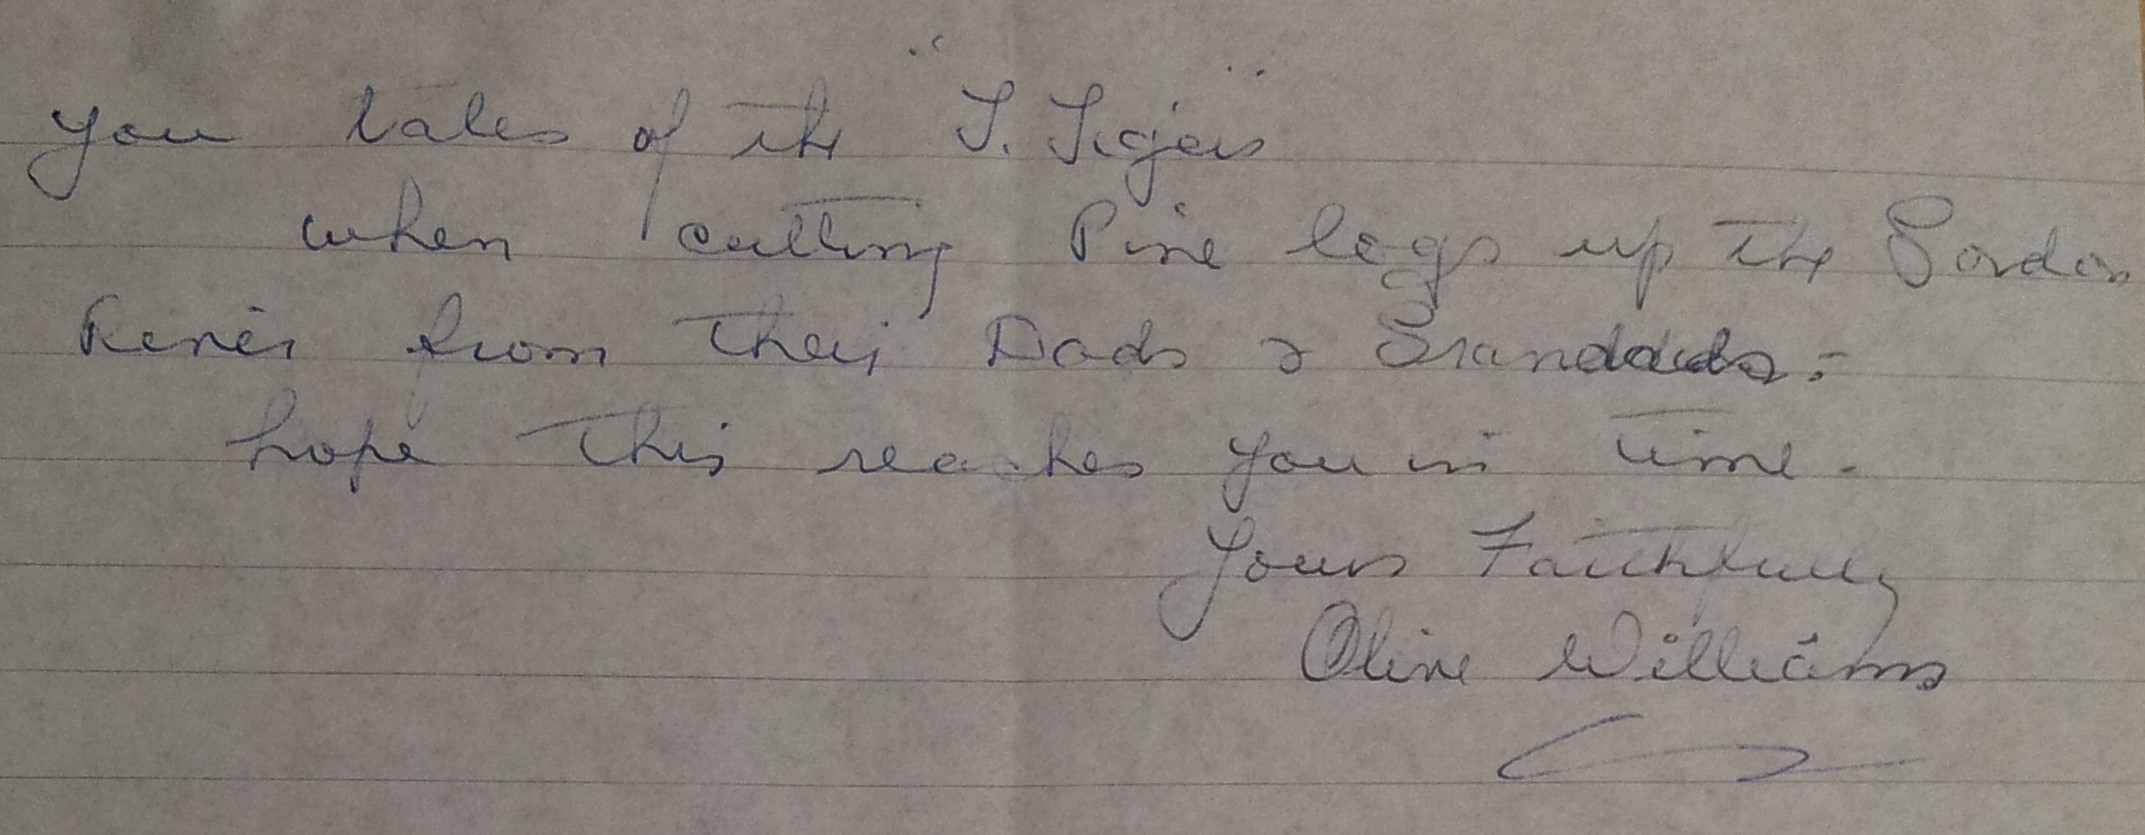 you tales of the "T. Tigers"
when cutting Pine logs up the Gordon
River from their Dads & Grandads :-
hope this reaches you in time.
Yours Faithfully
Olive Williams